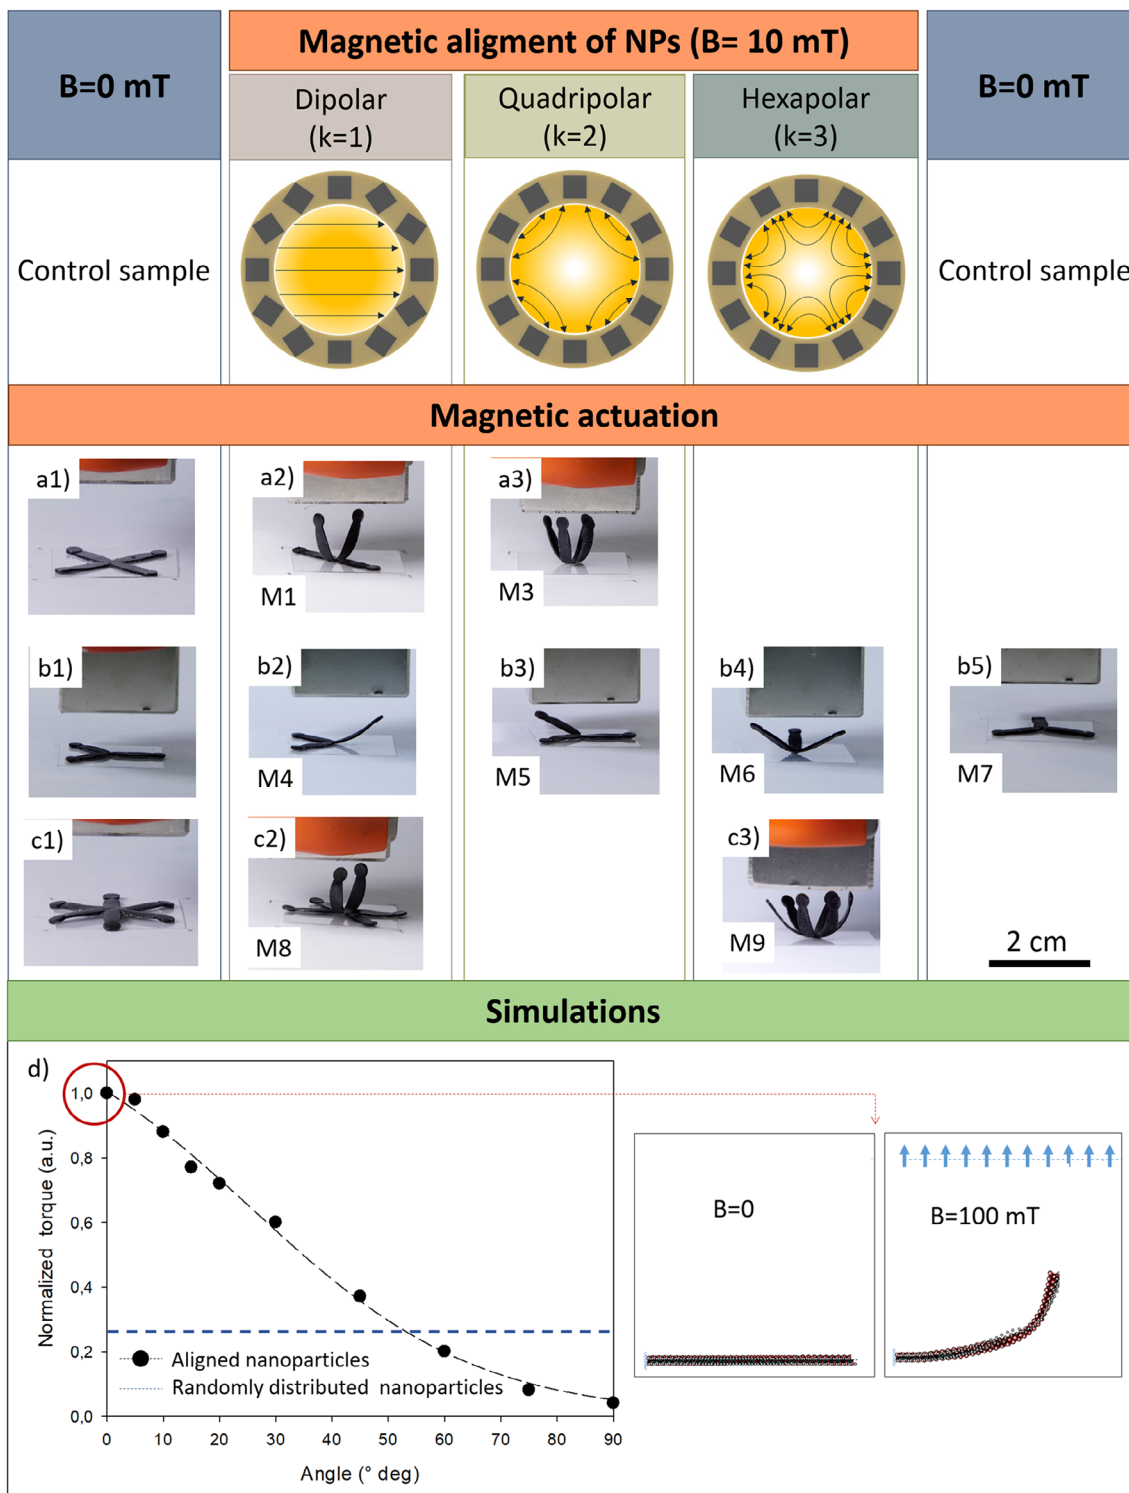 B=0 mT
Magnetic aligment of NPs (B= 10 mT)
B=0 mT
Dipolar
(k=1)
Quadripolar
(k=2)
Hexapolar
(k=3)
Control sample
Control sample
Magnetic actuation
a1)
a2)
M1
a3)
M3
b1)
b2)
M4
b3)
M5
b4)
M6
b5)
M7
c1)
c2)
M8
c3)
M9
2 cm
Simulations
d)
Normalized torque (a.u.)
1,0
0,8
0,6
0,4
0,2
0,0
Aligned nanoparticles
Randomly distributed nanoparticles
0 10 20 30 40 50 60 70 80 90
Angle (° deg)
B=0
B=100 mT